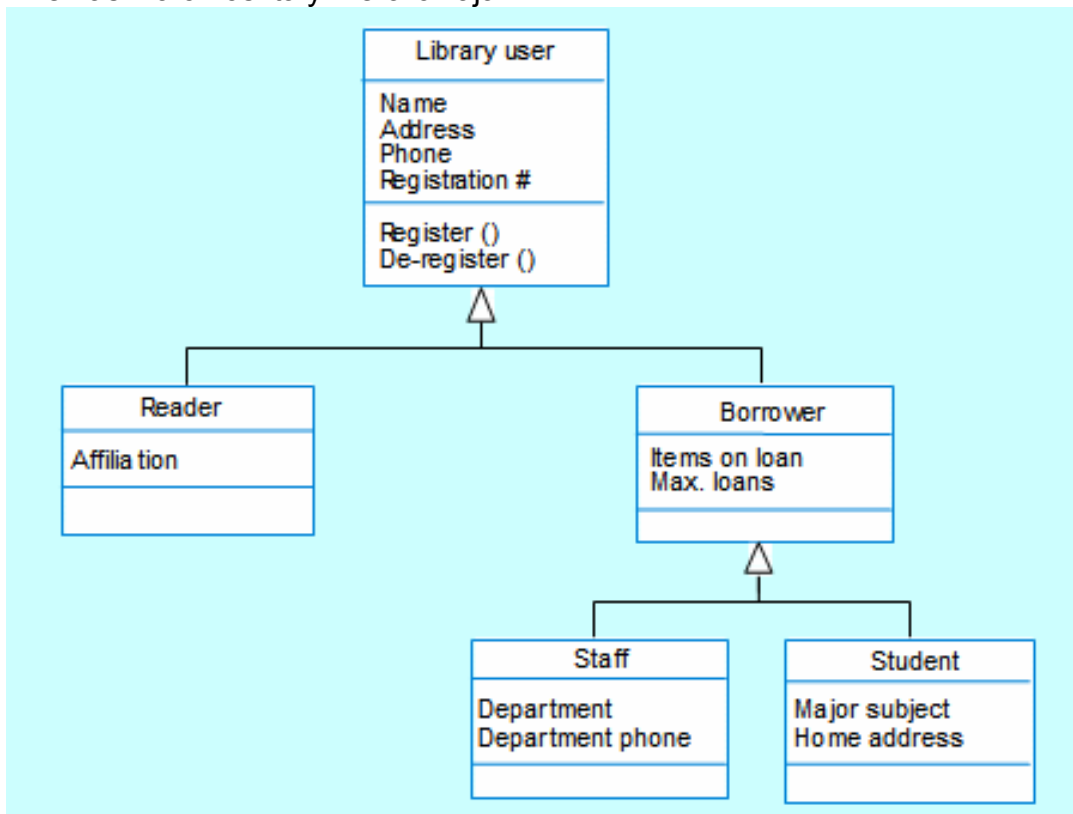 Library user
Name
Address
Phone
Registration #
Register ()
De-register ()
Reader
Affiliation
Borrower
Items on loan
Max. loans
Staff
Department
Department phone
Student
Major subject
Home address